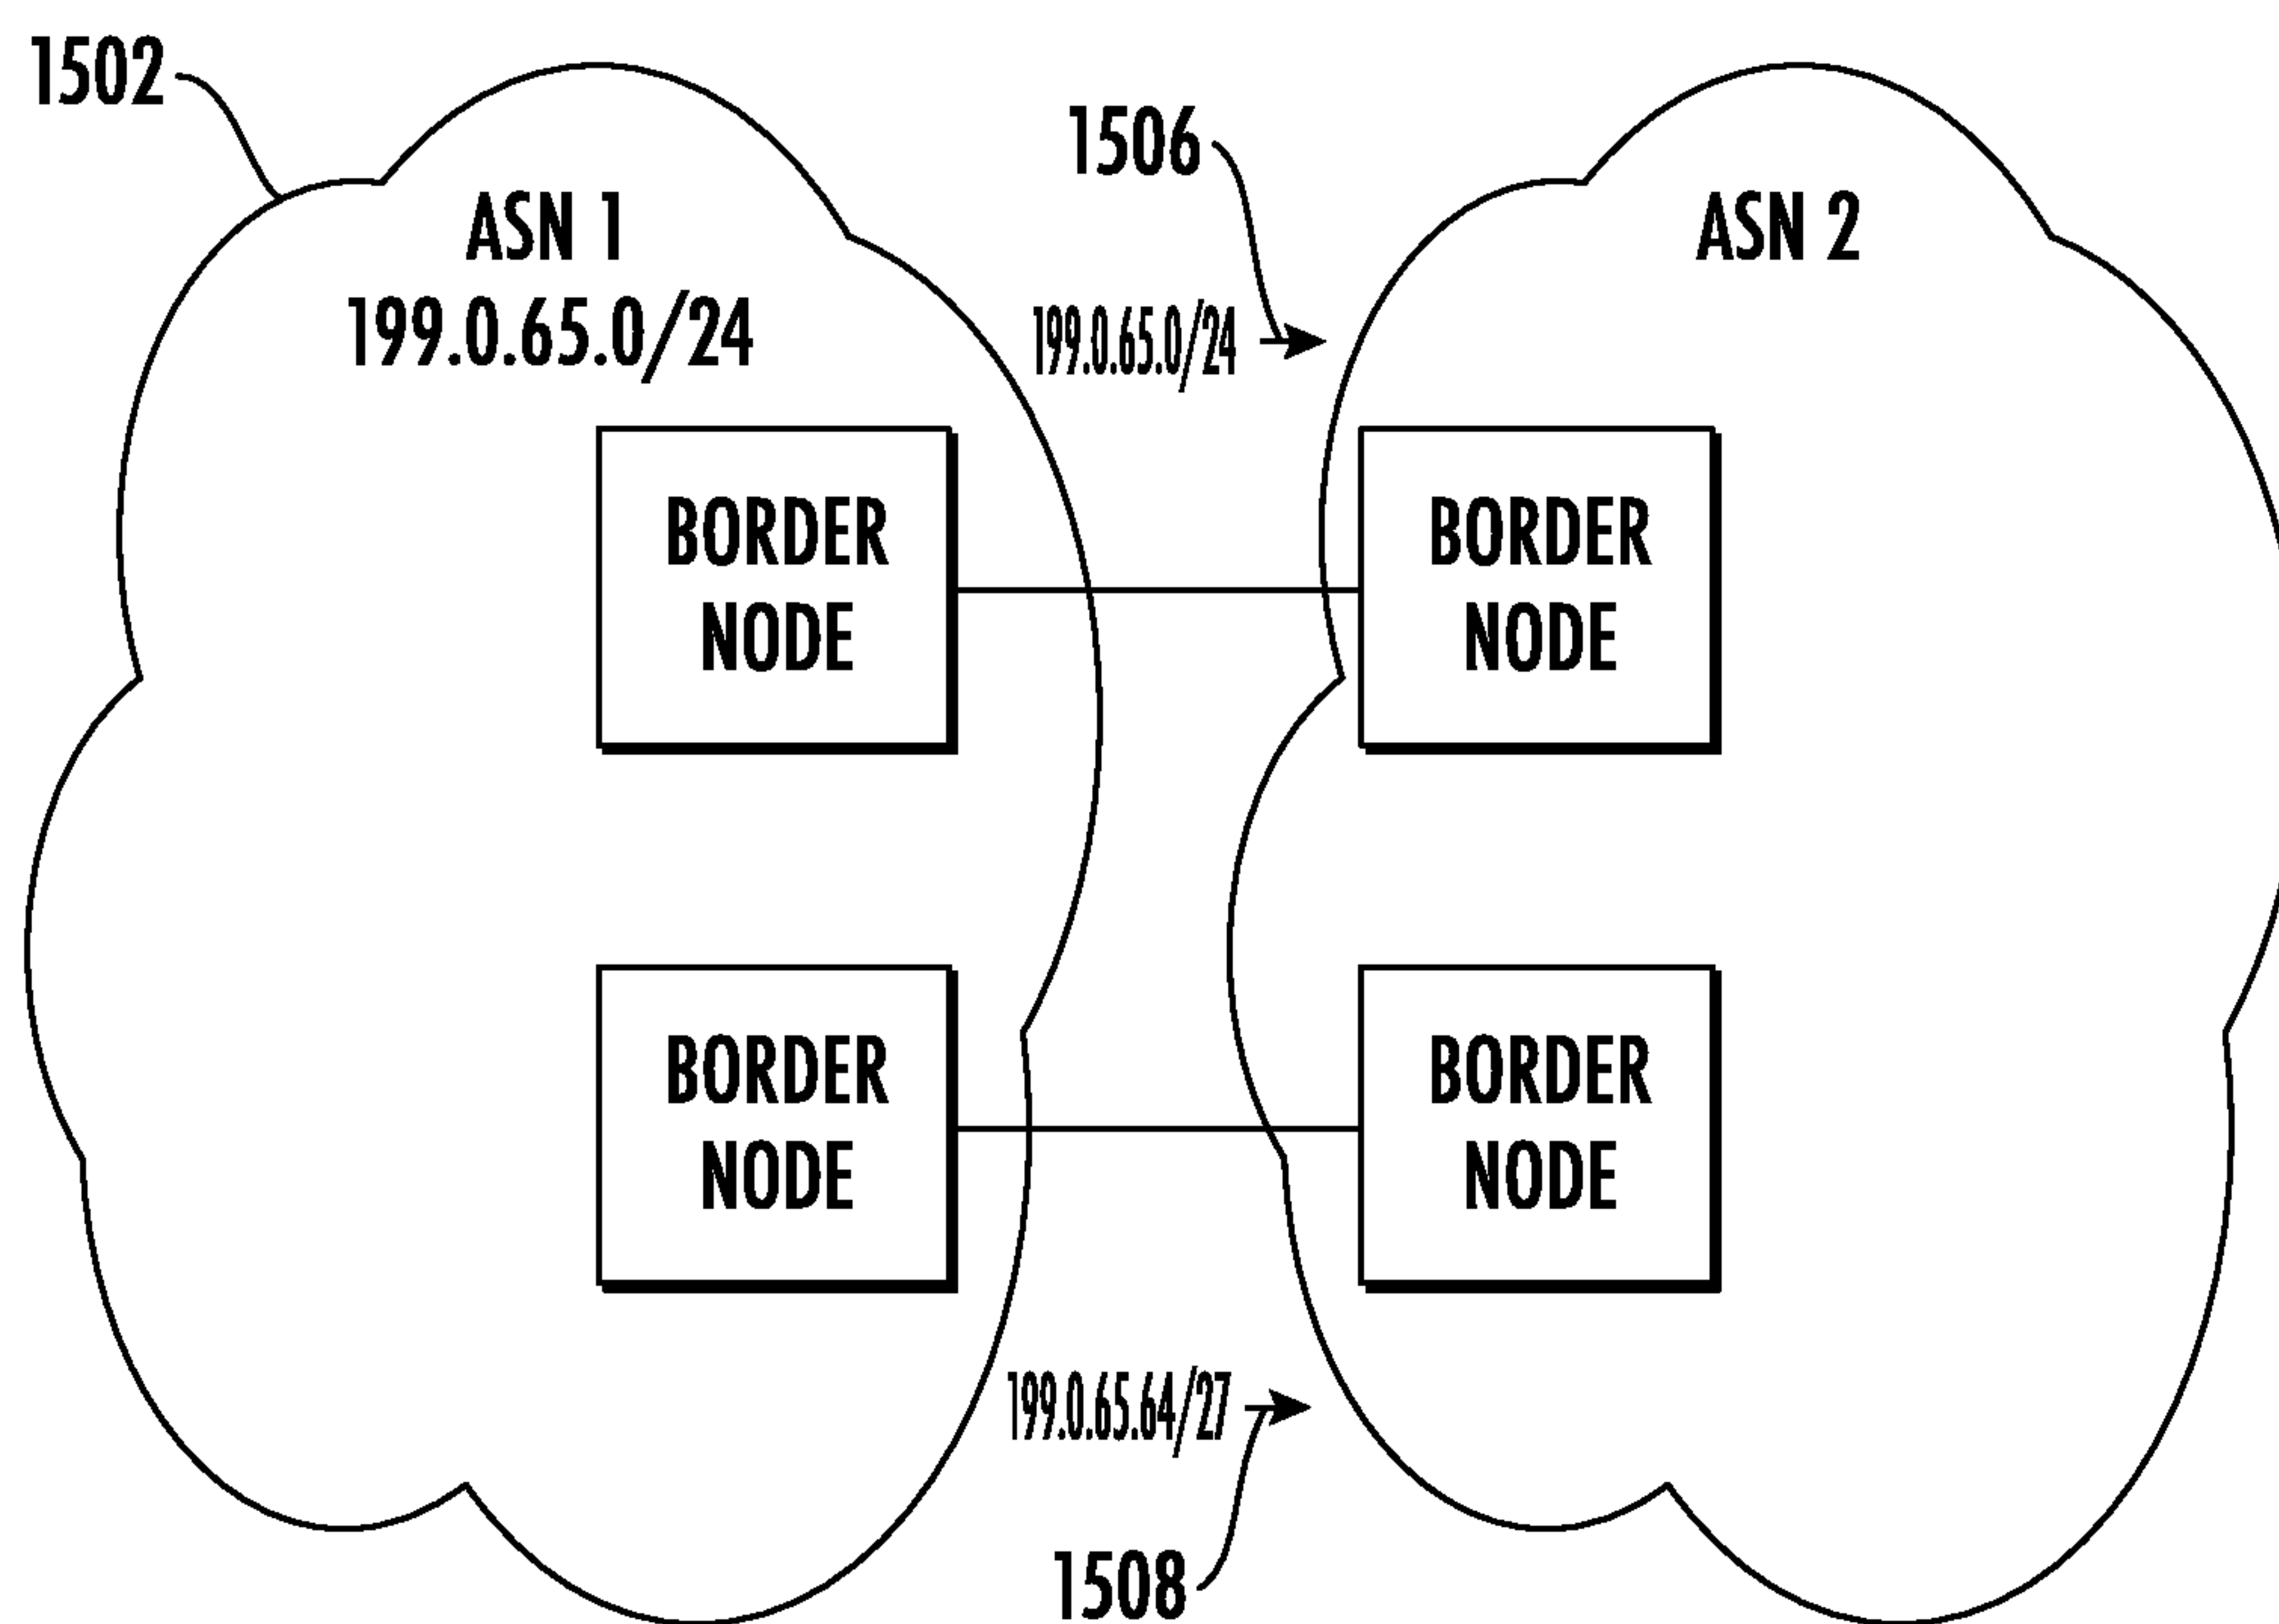 1502
1506
ASN 1
199.0.65.0/24
199.0.65.0/24
ASN 2
BORDER
NODE
BORDER
NODE
BORDER
NODE
BORDER
NODE
199.0.65.64/27
1508